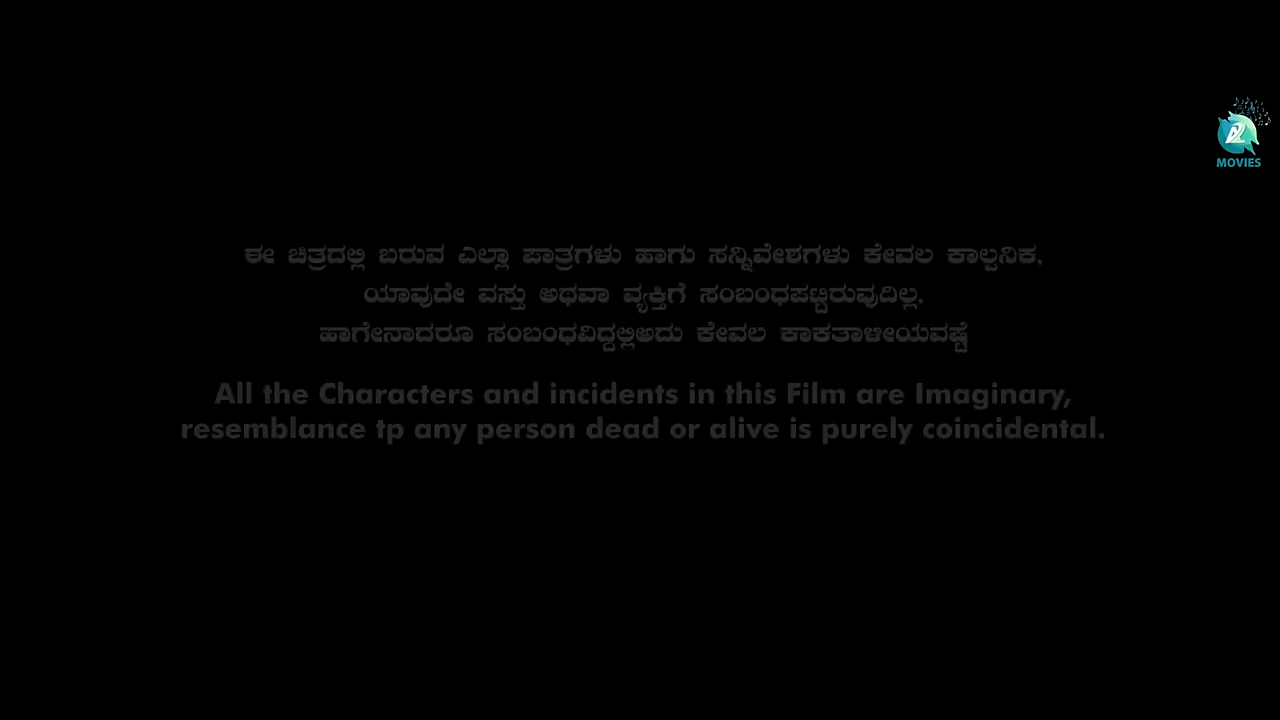 ಈ ಚಿತ್ರದಲ್ಲಿ ಬರುವ ಎಲ್ಲಾ ಪಾತ್ರಗಳು ಹಾಗು ಸನ್ನಿವೇಶಗಳು ಕೇವಲ ಕಾಲ್ಪನಿಕ.
ಯಾವುದೇ ವಸ್ತು ಅಥವಾ ವ್ಯಕ್ತಿಗೆ ಸಂಬಂಧಪಟ್ಟಿರುವುದಿಲ್ಲ.
ಹಾಗೇನಾದರೂ ಸಂಬಂಧವಿದ್ದಲ್ಲಿಅದು ಕೇವಲ ಕಾಕತಾಳೀಯವಷ್ಟೆ
All the Characters and incidents in this Film are Imaginary,
resemblance tp any person dead or alive is purely coincidental.
MOVIES